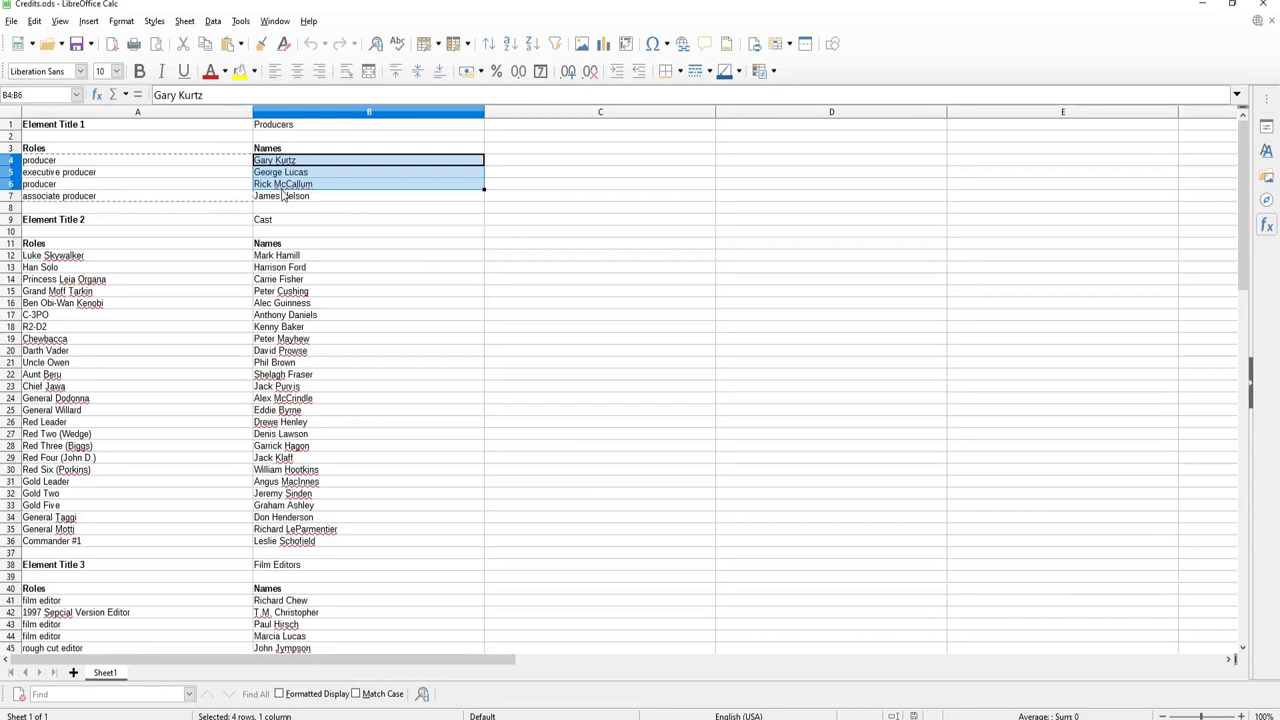 Credits.ods - LibreOffice Calc
File Edit View Insert Format Styles Sheet Data Tools Window Help
Liberation Sans 10
B4:B6 Gary Kurtz
A B C D E
1 Element Title 1 Producers
2
3 Roles Names
4 producer Gary Kurtz
5 executive producer George Lucas
6 producer Rick McCallum
7 associate producer James Nelson
8
9 Element Title 2 Cast
10
11 Roles Names
12 Luke Skywalker Mark Hamill
13 Han Solo Harrison Ford
14 Princess Leia Organa Carrie Fisher
15 Grand Moff Tarkin Peter Cushing
16 Ben Obi-Wan Kenobi Alec Guinness
17 C-3PO Anthony Daniels
18 R2-D2 Kenny Baker
19 Chewbacca Peter Mayhew
20 Darth Vader David Prowse
21 Uncle Owen Phil Brown
22 Aunt Beru Shelagh Fraser
23 Chief Jawa Jack Purvis
24 General Dodonna Alex McCrindle
25 General Willard Eddie Byrne
26 Red Leader Drewe Henley
27 Red Two (Wedge) Denis Lawson
28 Red Three (Biggs) Garrick Hagon
29 Red Four (John D.) Jack Klaff
30 Red Six (Porkins) William Hootkins
31 Gold Leader Angus MacInnes
32 Gold Two Jeremy Sinden
33 Gold Five Graham Ashley
34 General Taggi Don Henderson
35 General Motti Richard LeParmentier
36 Commander #1 Leslie Schofield
37
38 Element Title 3 Film Editors
39
40 Roles Names
41 film editor Richard Chew
42 1997 Sepcial Version Editor T.M. Christopher
43 film editor Paul Hirsch
44 film editor Marcia Lucas
45 rough cut editor John Jympson
Sheet1
Find Find All Formatted Display Match Case
Sheet 1 of 1 Selected: 4 rows, 1 column Default English (USA) Average: ; Sum: 0 100%